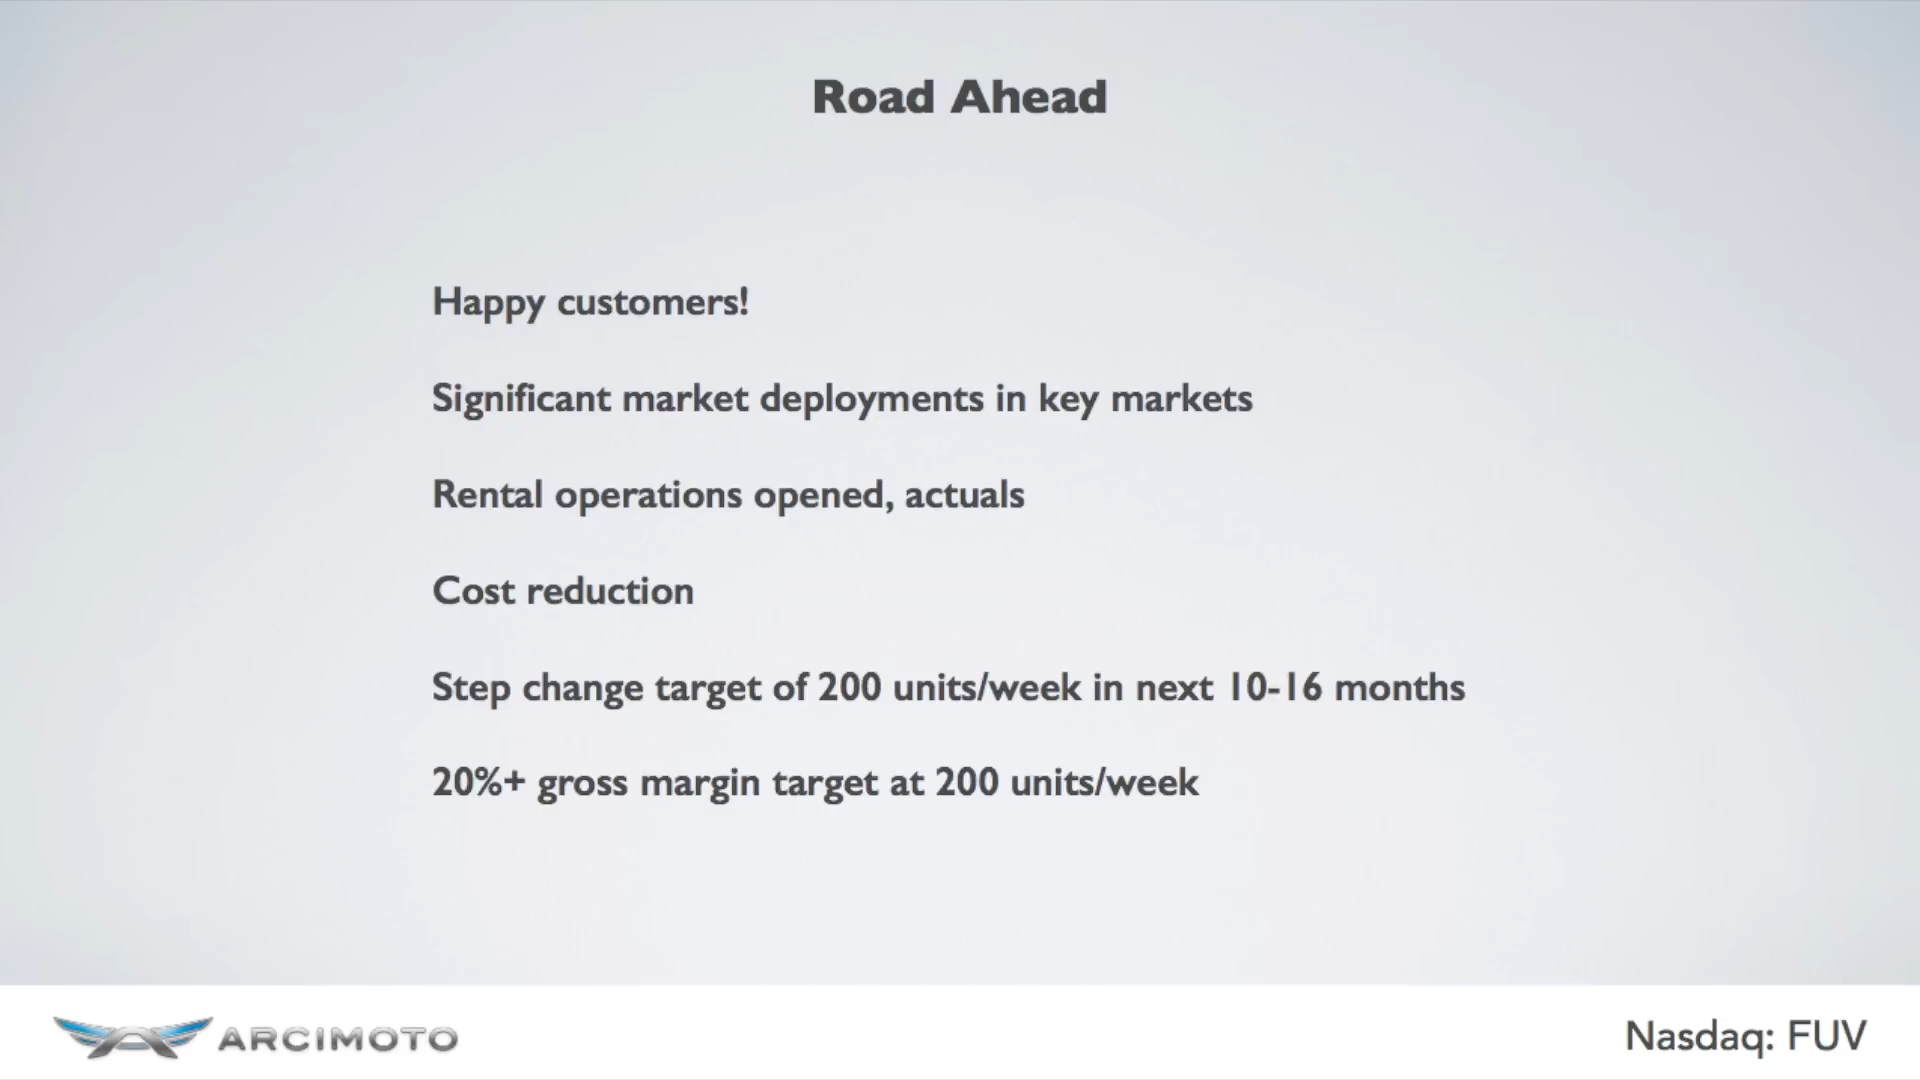 Road Ahead
Happy customers!
Significant market deployments in key markets
Rental operations opened, actuals
Cost reduction
Step change target of 200 units/week in next 10-16 months
20%+ gross margin target at 200 units/week
ARCIMOTO
Nasdaq: FUV